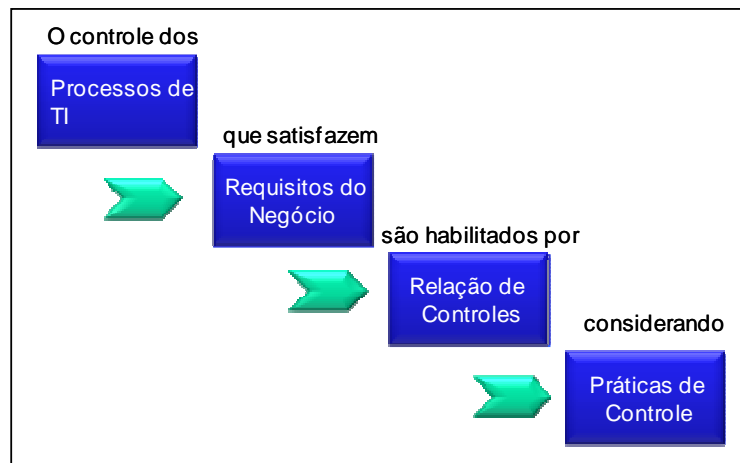 O controle dos
Processos de
TI
que satisfazem
Requisitos do
Negócio
são habilitados por
Relação de
Controles
considerando
Práticas de
Controle